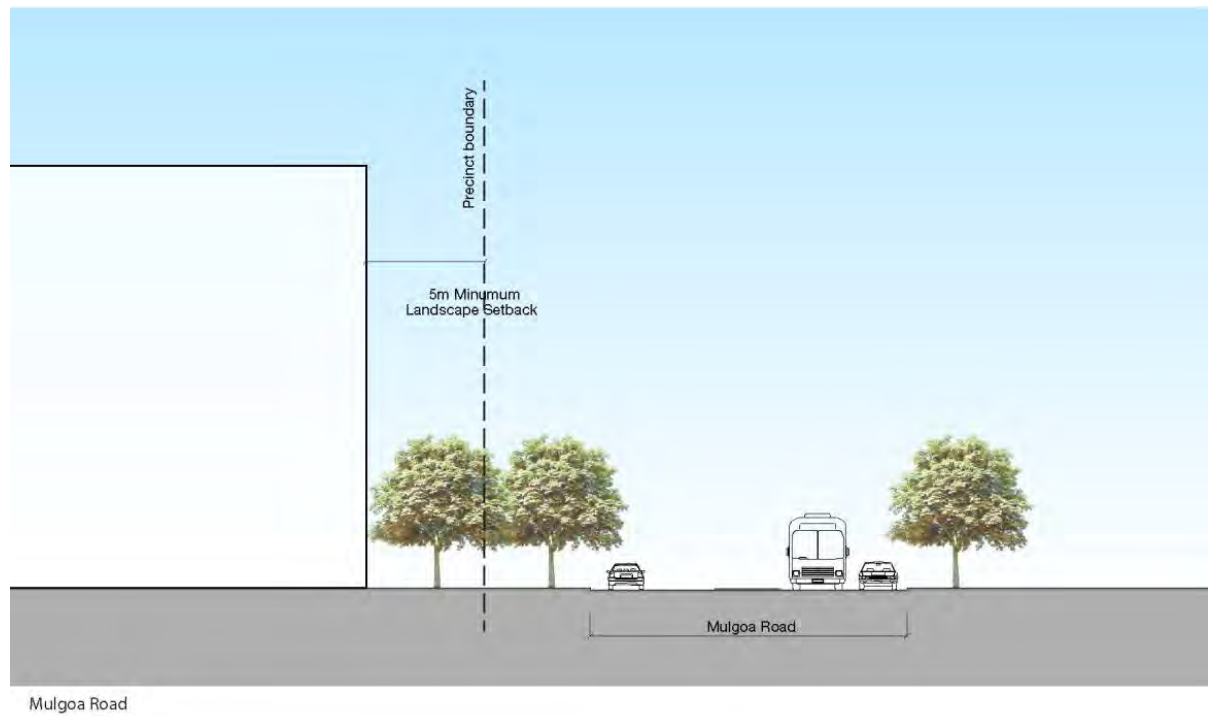 Precinct boundary
5m Minumum
Landscape Setback
Mulgoa Road
Mulgoa Road